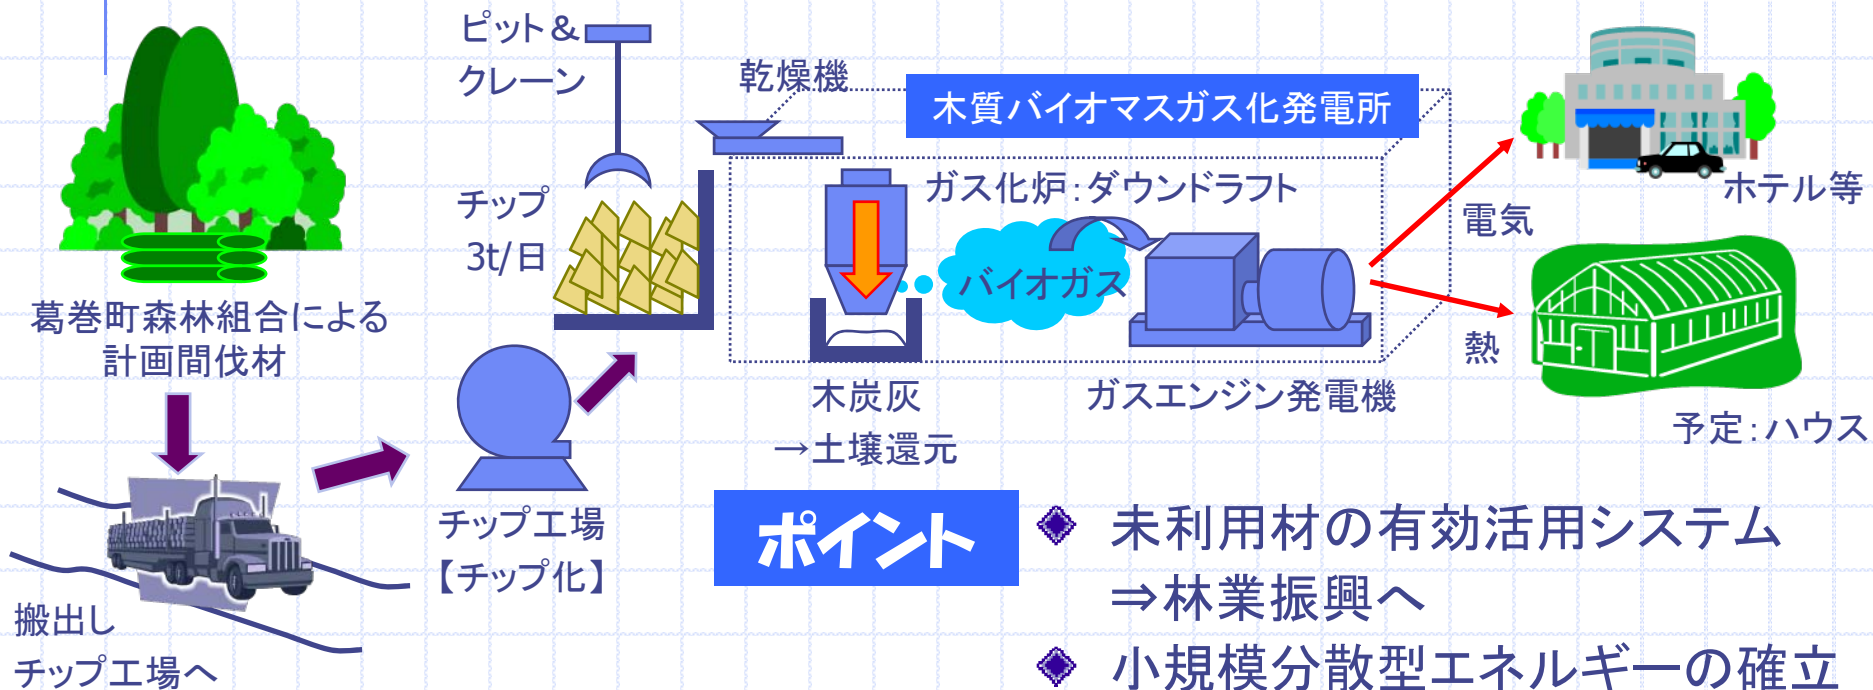 ピット&
クレーン
乾燥機
木質バイオマスガス化発電所
チップ
3t/日
ガス化炉:ダウンドラフト
バイオガス
電気
ホテル等
熱
予定:ハウス
葛巻町森林組合による
計画間伐材
木炭灰
→土壌還元
ガスエンジン発電機
チップ工場
【チップ化】
搬出し
チップ工場へ
ポイント
未利用材の有効活用システム
⇒林業振興へ
小規模分散型エネルギーの確立